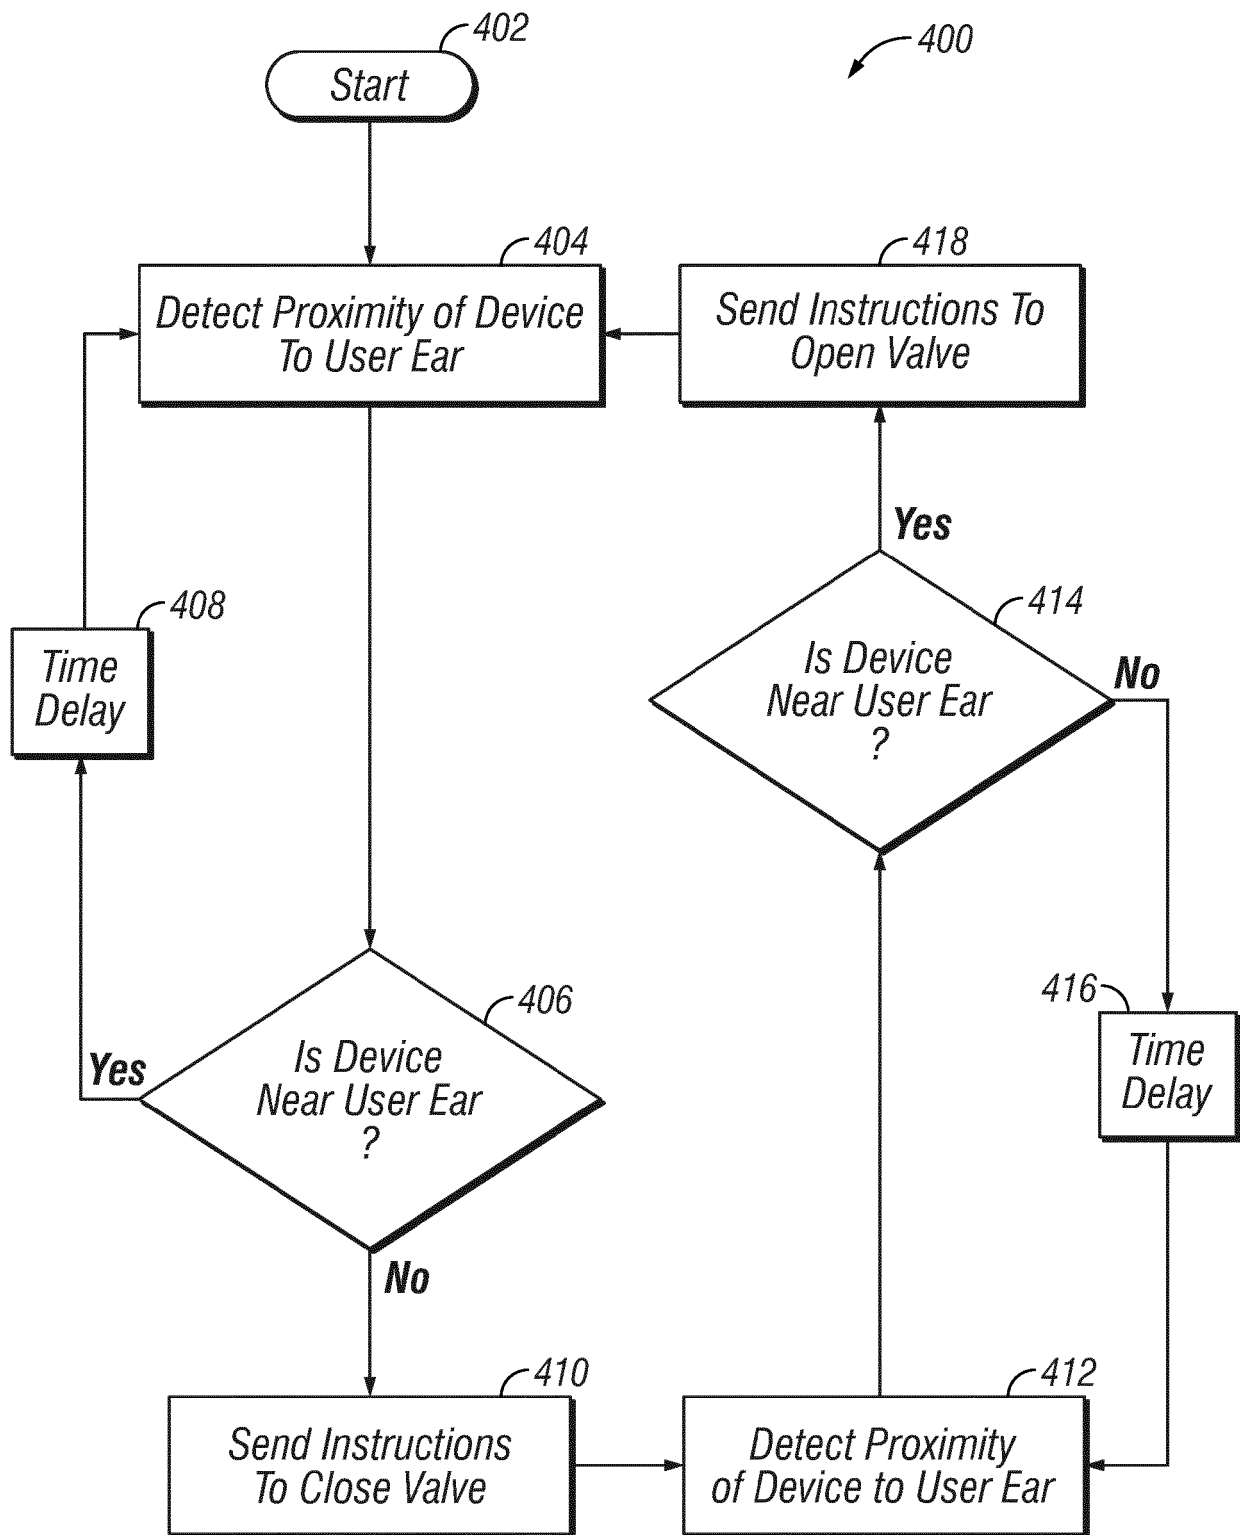 402
400
Start
404
Detect Proximity of Device
To User Ear
418
Send Instructions To
Open Valve
Yes
414
Is Device
Near User Ear
?
No
408
Time
Delay
406
Yes
Is Device
Near User Ear
?
No
416
Time
Delay
410
Send Instructions
To Close Valve
412
Detect Proximity
of Device to User Ear